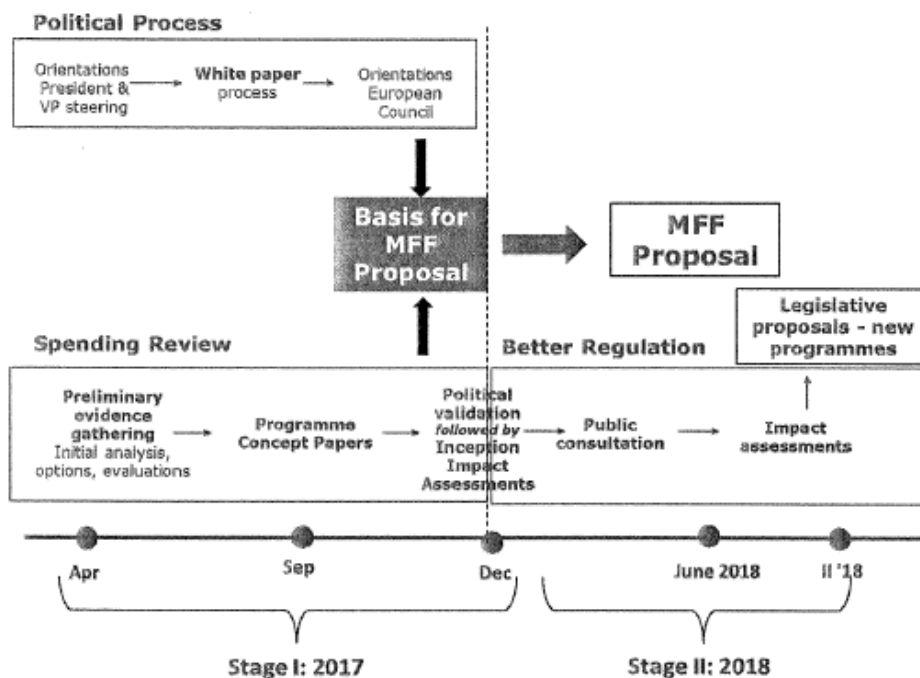 Political Process
Orientations
President &
VP steering
White paper
process
Orientations
European
Council
Basis for
MFF
Proposal
MFF
Proposal
Legislative
proposals - new
programmes
Spending Review
Better Regulation
Preliminary
evidence
gathering
Initial analysis,
options, evaluations
Programme
Concept Papers
Political
validation
followed by
Inception
Impact
Assessments
Public
consultation
Impact
assessments
Apr
Sep
Dec
June 2018
II '18
Stage I: 2017
Stage II: 2018